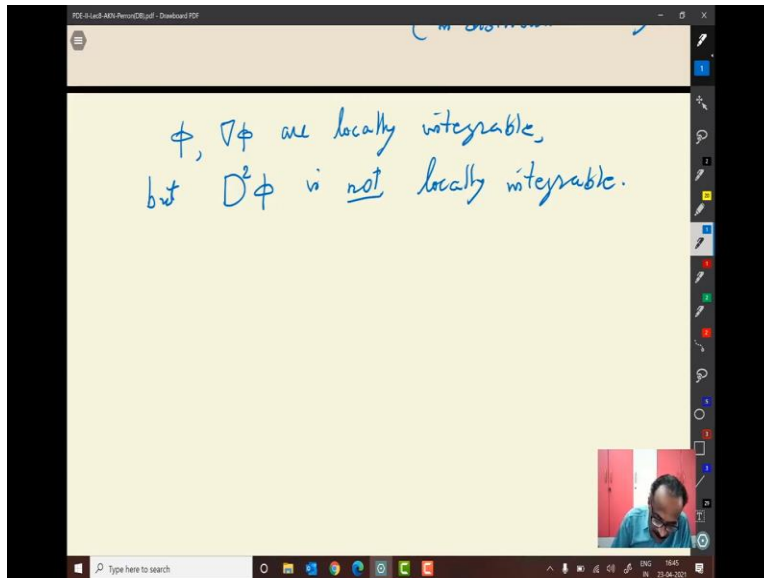 PDE-II-Lec8-AKN-Perron(DB).pdf - Drawboard PDF
ϕ, ∇ϕ are locally integrable,
but D²ϕ is not locally integrable.
Type here to search
ENG
IN
16:45
23-04-2021